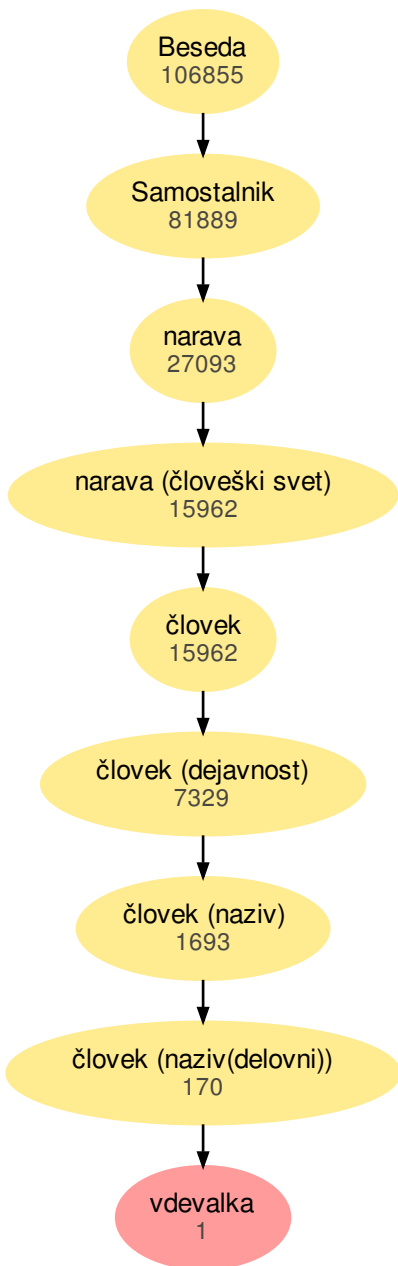 Beseda
106855
Samostalnik
81889
narava
27093
narava (človeški svet)
15962
človek
15962
človek (dejavnost)
7329
človek (naziv)
1693
človek (naziv(delovni))
170
vdevalka
1